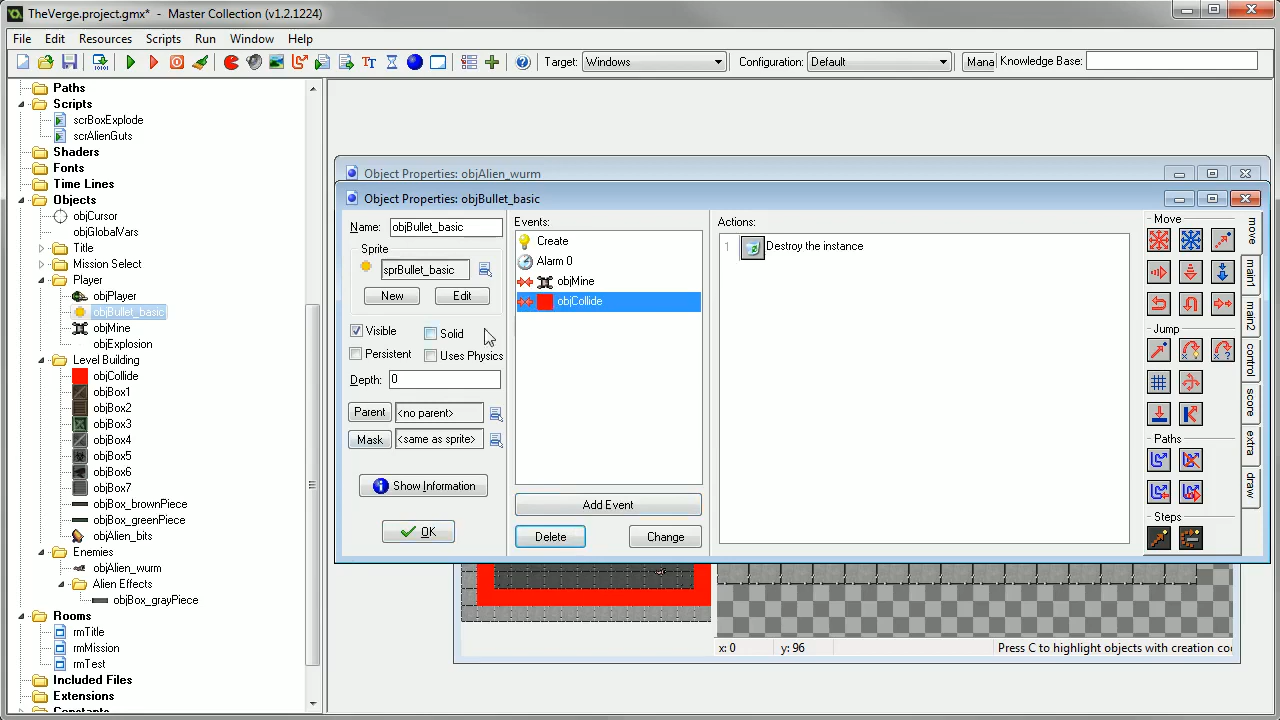 TheVerge.project.gmx* - Master Collection (v1.2.1224)
File Edit Resources Scripts Run Window Help
Target: Windows Configuration: Default Mana Knowledge Base:
Paths
Scripts
scrBoxExplode
scrAlienGuts
Shaders
Fonts
Time Lines
Objects
objCursor
objGlobalVars
Title
Mission Select
Player
objPlayer
objBullet_basic
objMine
objExplosion
Level Building
objCollide
objBox1
objBox2
objBox3
objBox4
objBox5
objBox6
objBox7
objBox_brownPiece
objBox_greenPiece
objAlien_bits
Enemies
objAlien_wurm
Alien Effects
objBox_grayPiece
Rooms
rmTitle
rmMission
rmTest
Included Files
Extensions
Constants
Object Properties: objAlien_wurm
Object Properties: objBullet_basic
Name: objBullet_basic
Sprite
sprBullet_basic
New Edit
Visible Solid
Persistent Uses Physics
Depth: 0
Parent <no parent>
Mask <same as sprite>
Show Information
OK
Events:
Create
Alarm 0
objMine
objCollide
Add Event
Delete Change
Actions:
1 Destroy the instance
Move
Jump
Paths
Steps
move
main1
main2
control
score
extra
draw
x: 0 y: 96 Press C to highlight objects with creation co